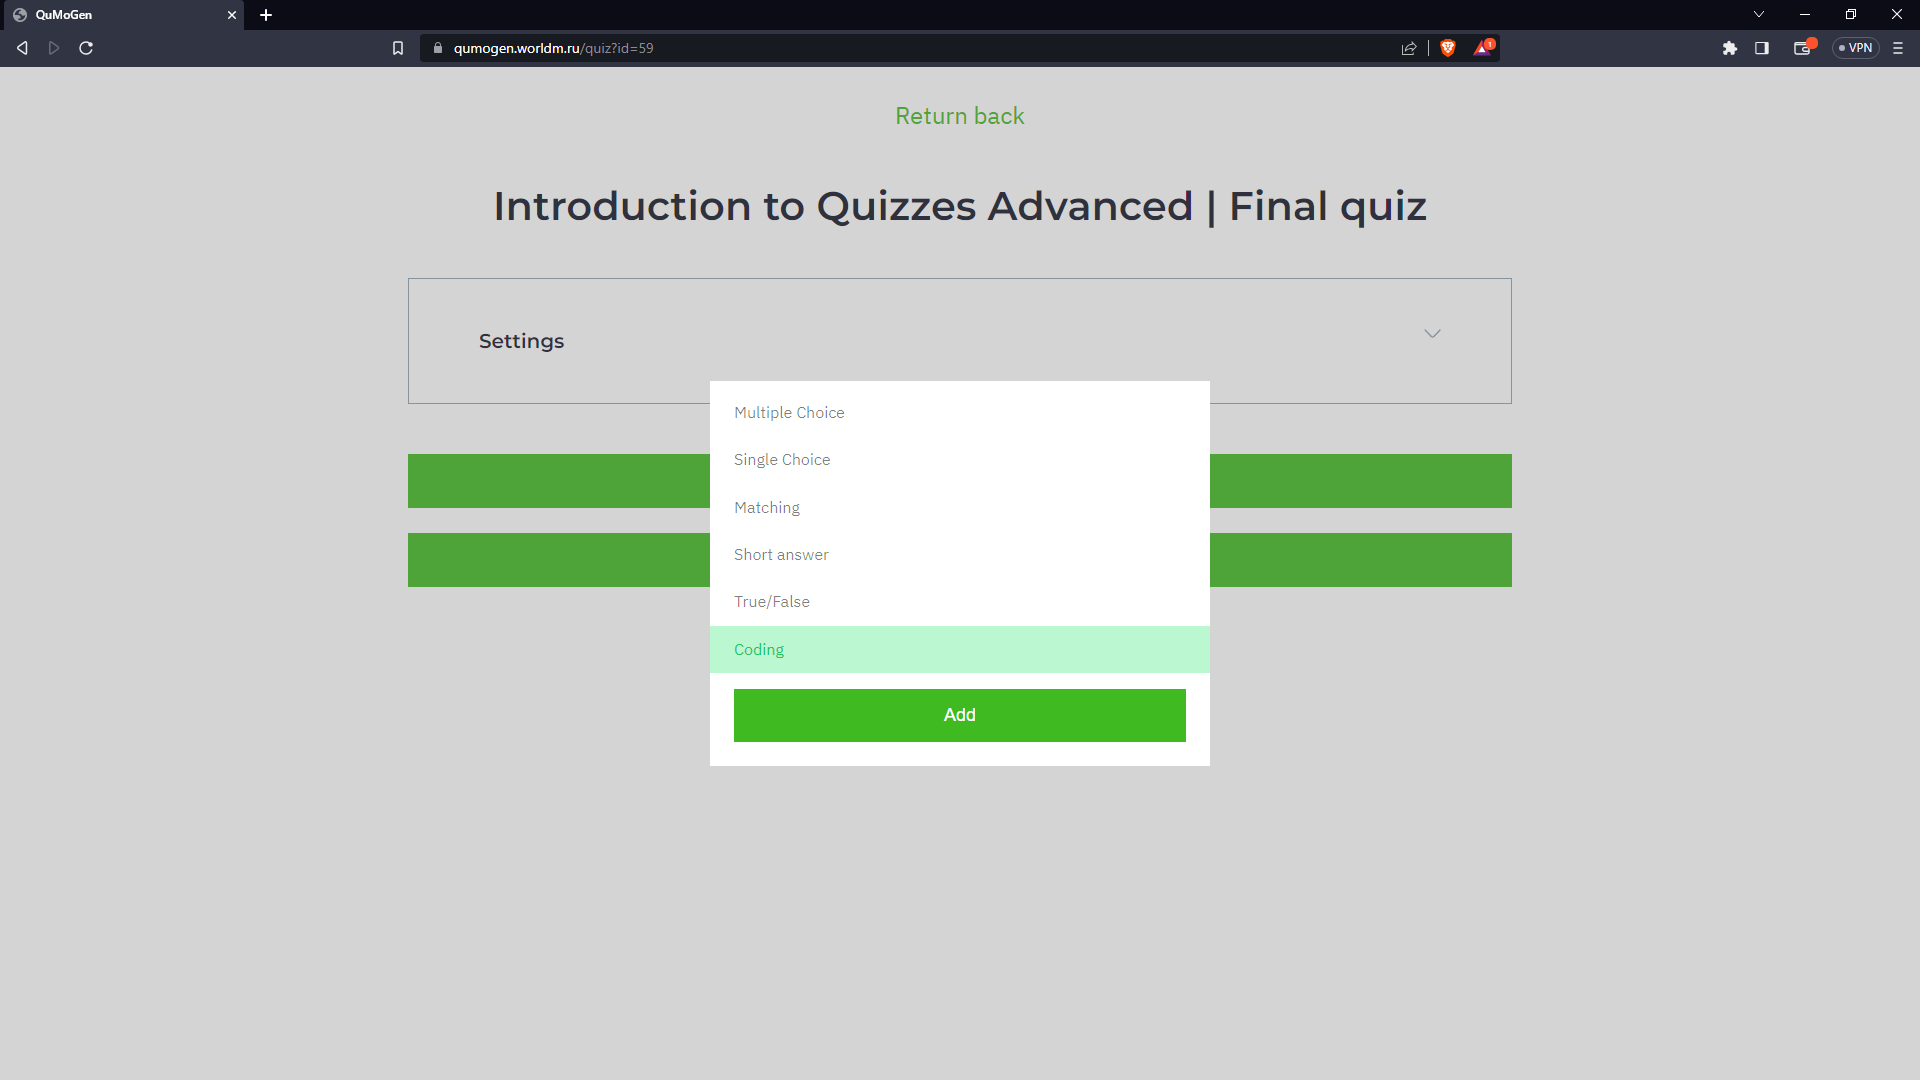 QuMoGen
qumogen.worldm.ru/quiz?id=59
1
VPN
Return back
Introduction to Quizzes Advanced | Final quiz
Settings
Multiple Choice
Single Choice
Matching
Short answer
True/False
Coding
Add